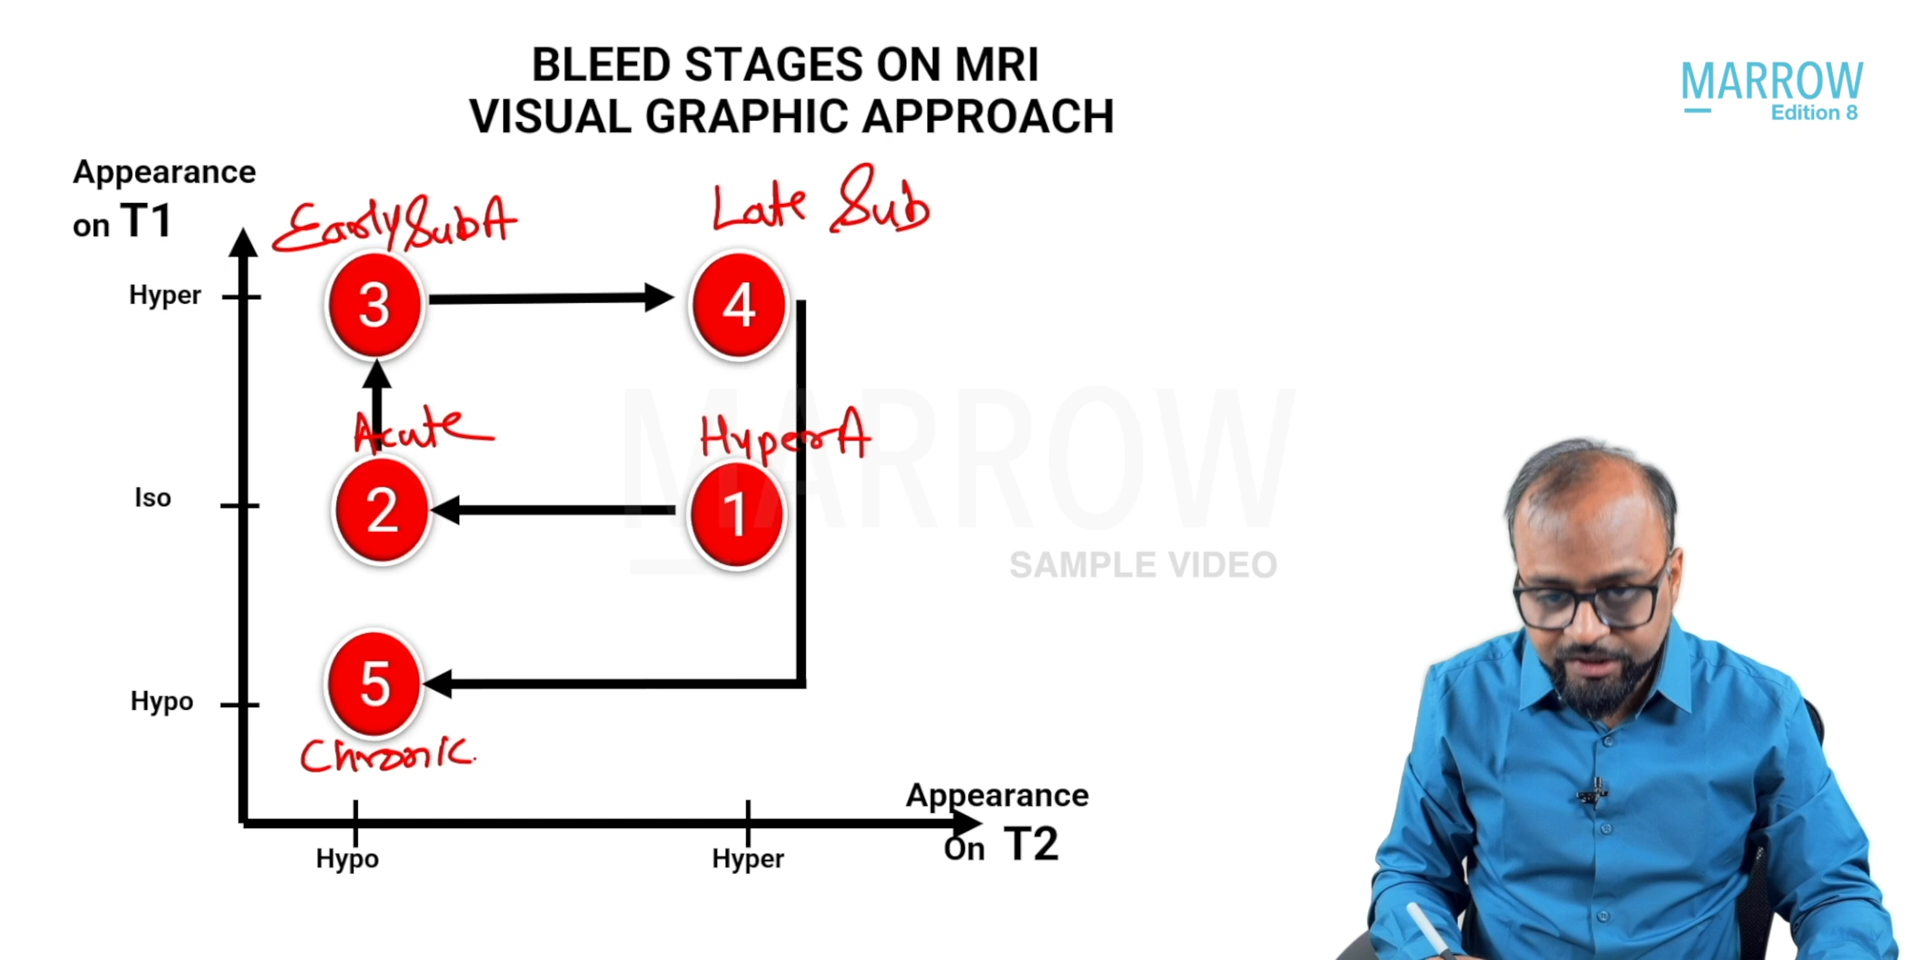 BLEED STAGES ON MRI
VISUAL GRAPHIC APPROACH
MARROW
Edition 8
Appearance
on T1
Early SubA
Late Sub
3
4
Hyper
Acute
HyperA
Iso
2
1
MARROW
SAMPLE VIDEO
Hypo
5
Chronic
Appearance
On T2
Hypo
Hyper